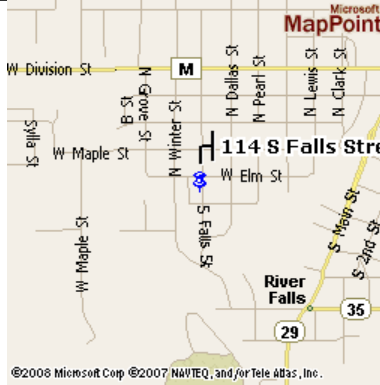 Microsoft
MapPoint
W Division St
M
N Dallas St
N Pearl St
N Lewis St
N Clark St
N Grove St
B St
N Winter St
Sylla St
W Maple St
114 S Falls Stre
W Elm St
S Falls St
W Maple St
S Main St
S 2nd St
River
Falls
35
29
©2008 Microsoft Corp ©2007 NAVTEQ, and/or Tele Atlas, Inc.